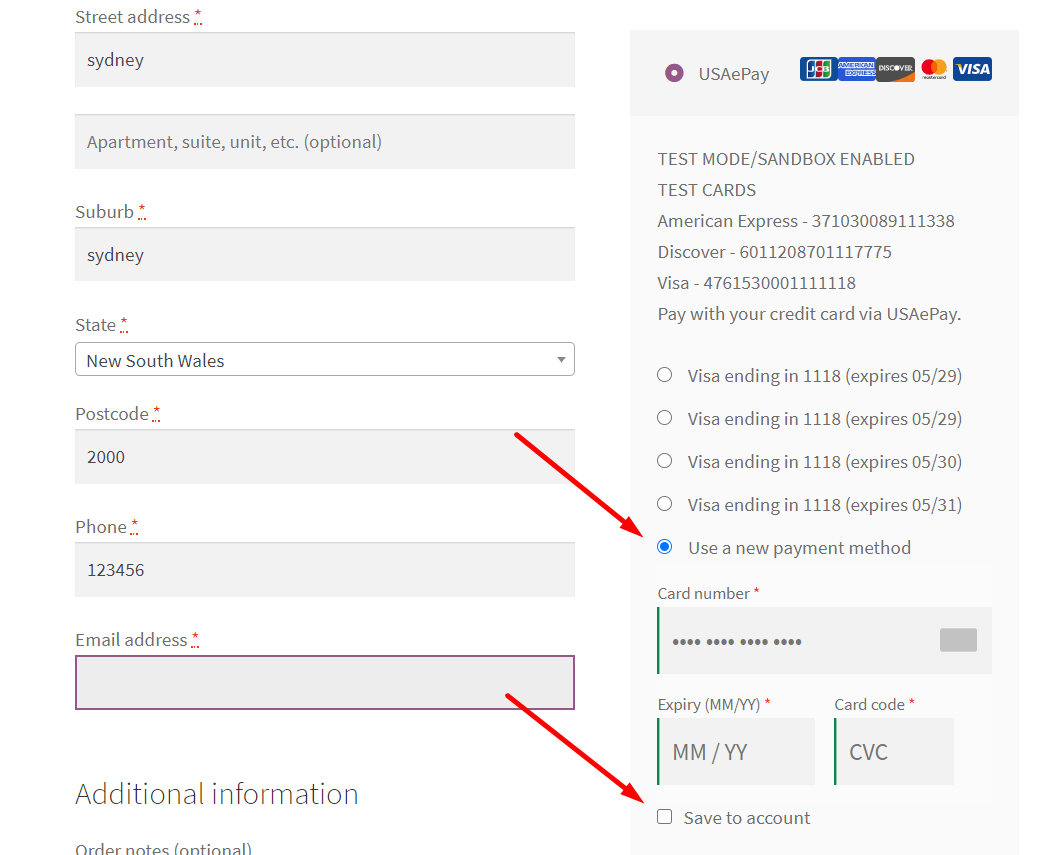 Street address *
sydney
Apartment, suite, unit, etc. (optional)
Suburb *
sydney
State *
New South Wales
Postcode *
2000
Phone *
123456
Email address *
Additional information
Order notes (optional)
USAePay
JCB
AMERICAN EXPRESS
DISCOVER
mastercard
VISA
TEST MODE/SANDBOX ENABLED
TEST CARDS
American Express - 371030089111338
Discover - 6011208701117775
Visa - 4761530001111118
Pay with your credit card via USAePay.
Visa ending in 1118 (expires 05/29)
Visa ending in 1118 (expires 05/29)
Visa ending in 1118 (expires 05/30)
Visa ending in 1118 (expires 05/31)
Use a new payment method
Card number *
•••• •••• •••• ••••
Expiry (MM/YY) *
Card code *
MM / YY
CVC
Save to account